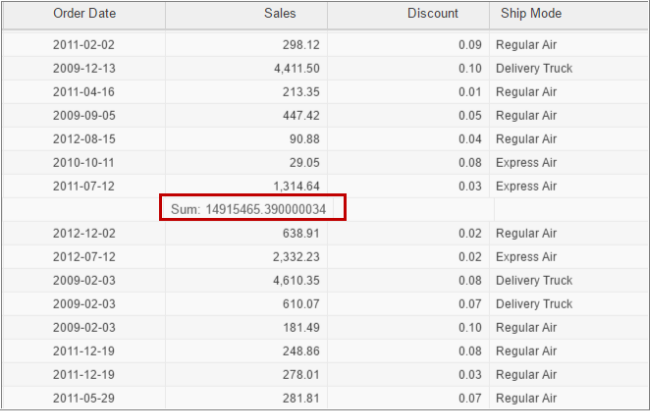 Order Date Sales Discount Ship Mode
2011-02-02 298.12 0.09 Regular Air
2009-12-13 4,411.50 0.10 Delivery Truck
2011-04-16 213.35 0.01 Regular Air
2009-09-05 447.42 0.05 Regular Air
2012-08-15 90.88 0.04 Regular Air
2010-10-11 29.05 0.08 Express Air
2011-07-12 1,314.64 0.03 Express Air
Sum: 14915465.390000034
2012-12-02 638.91 0.02 Regular Air
2012-07-12 2,332.23 0.02 Express Air
2009-02-03 4,610.35 0.08 Delivery Truck
2009-02-03 610.07 0.07 Delivery Truck
2009-02-03 181.49 0.10 Regular Air
2011-12-19 248.86 0.08 Regular Air
2011-12-19 278.01 0.03 Regular Air
2011-05-29 281.81 0.07 Regular Air